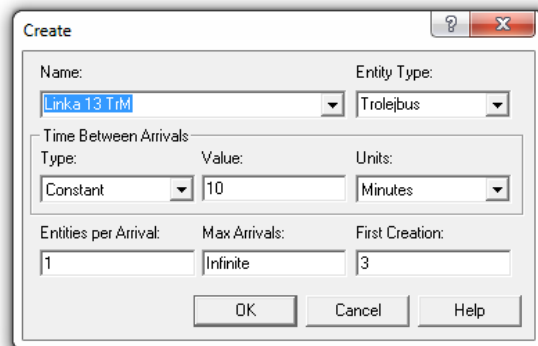 Create
?
Name: Entity Type:
Linka 13 TrM Trolejbus
Time Between Arrivals
Type: Value: Units:
Constant 10 Minutes
Entities per Arrival: Max Arrivals: First Creation:
1 Infinite 3
OK Cancel Help